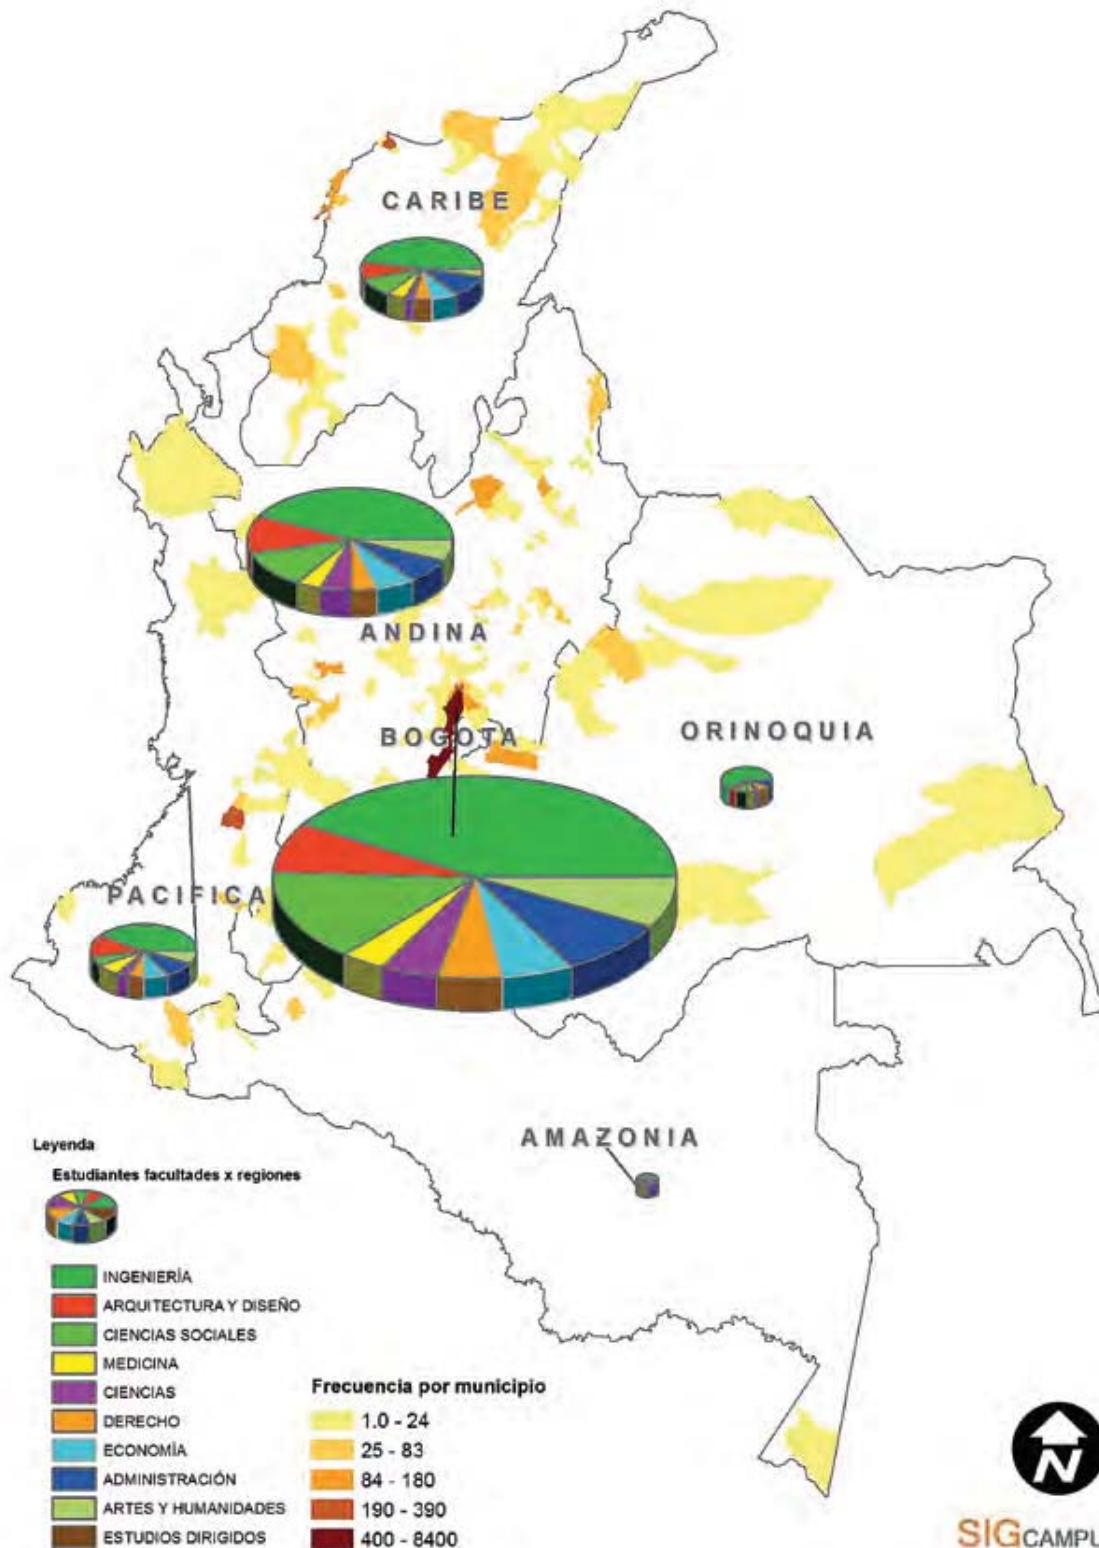 CARIBE
ANDINA
BOGOTA
ORINOQUIA
PACIFICA
AMAZONIA
Leyenda
Estudiantes facultades x regiones
INGENIERÍA
ARQUITECTURA Y DISEÑO
CIENCIAS SOCIALES
MEDICINA
CIENCIAS
DERECHO
ECONOMÍA
ADMINISTRACIÓN
ARTES Y HUMANIDADES
ESTUDIOS DIRIGIDOS
Frecuencia por municipio
1.0 - 24
25 - 83
84 - 180
190 - 390
400 - 8400
N
SIGCAMPU